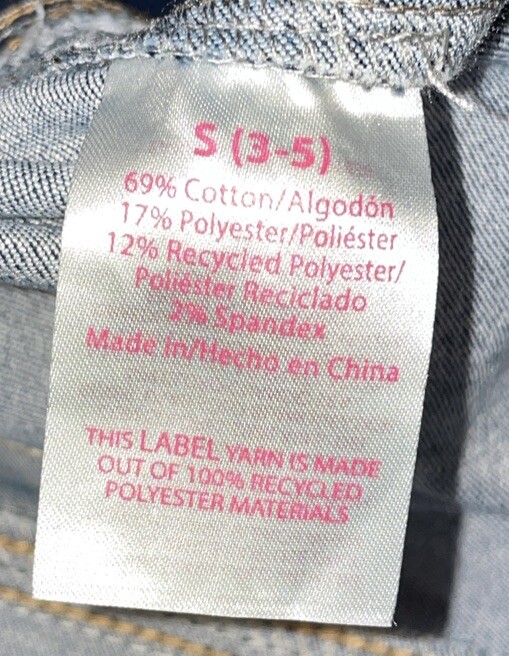 S (3-5)
69% Cotton/Algodón
17% Polyester/Poliéster
12% Recycled Polyester/
Poliéster Reciclado
2% Spandex
Made in/Hecho en China
THIS LABEL YARN IS MADE
OUT OF 100% RECYCLED
POLYESTER MATERIALS